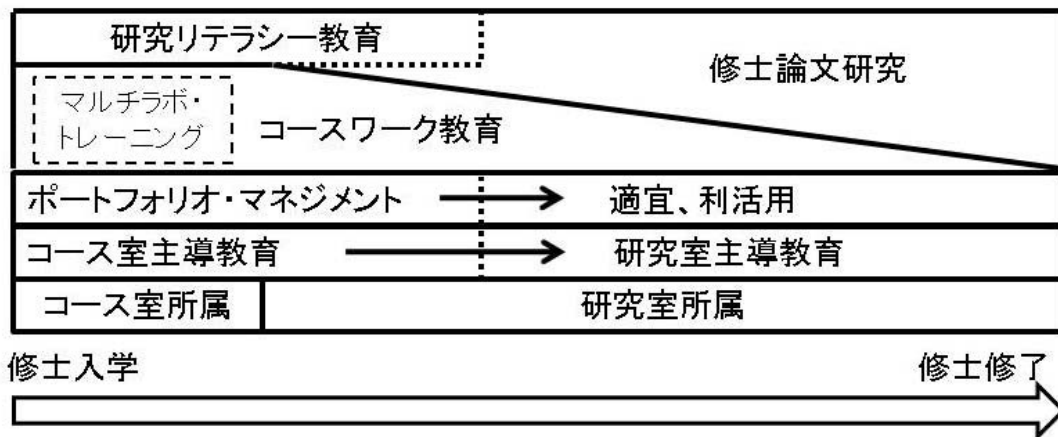 研究リテラシー教育
修士論文研究
マルチラボ・
トレーニング
コースワーク教育
ポートフォリオ・マネジメント
適宜、利活用
コース室主導教育
研究室主導教育
コース室所属
研究室所属
修士入学
修士修了